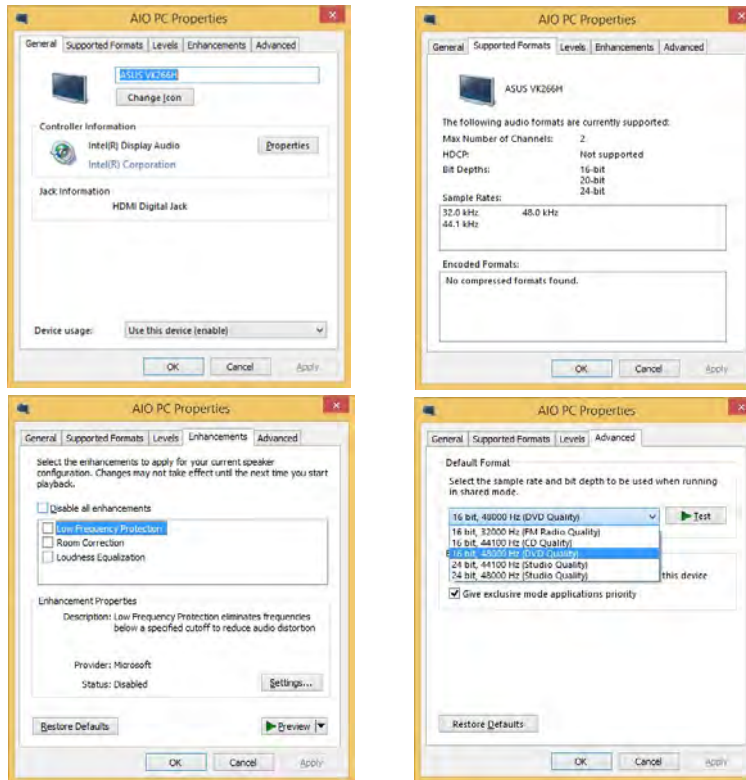 AIO PC Properties
General Supported Formats Levels Enhancements Advanced
ASUS VK266H
Change Icon
Controller Information
Intel(R) Display Audio
Properties
Intel(R) Corporation
Jack Information
HDMI Digital Jack
Device usage: Use this device (enable)
OK Cancel Apply
AIO PC Properties
General Supported Formats Levels Enhancements Advanced
ASUS VK266H
The following audio formats are currently supported:
Max Number of Channels: 2
HDCP: Not supported
Bit Depths: 16-bit
20-bit
24-bit
Sample Rates:
32.0 kHz 48.0 kHz
44.1 kHz
Encoded Formats:
No compressed formats found.
OK Cancel Apply
AIO PC Properties
General Supported Formats Levels Enhancements Advanced
Select the enhancements to apply for your current speaker
configuration. Changes may not take effect until the next time you start
playback.
Disable all enhancements
Low Frequency Protection
Room Correction
Loudness Equalization
Enhancement Properties
Description: Low Frequency Protection eliminates frequencies
below a specified cutoff to reduce audio distortion
Provider: Microsoft
Status: Disabled
Settings...
Restore Defaults Preview
OK Cancel Apply
AIO PC Properties
General Supported Formats Levels Advanced
Default Format
Select the sample rate and bit depth to be used when running
in shared mode.
16 bit, 48000 Hz (DVD Quality) Test
16 bit, 32000 Hz (FM Radio Quality)
16 bit, 44100 Hz (CD Quality)
16 bit, 48000 Hz (DVD Quality)
24 bit, 44100 Hz (Studio Quality)
24 bit, 48000 Hz (Studio Quality)
this device
Give exclusive mode applications priority
Restore Defaults
OK Cancel Apply